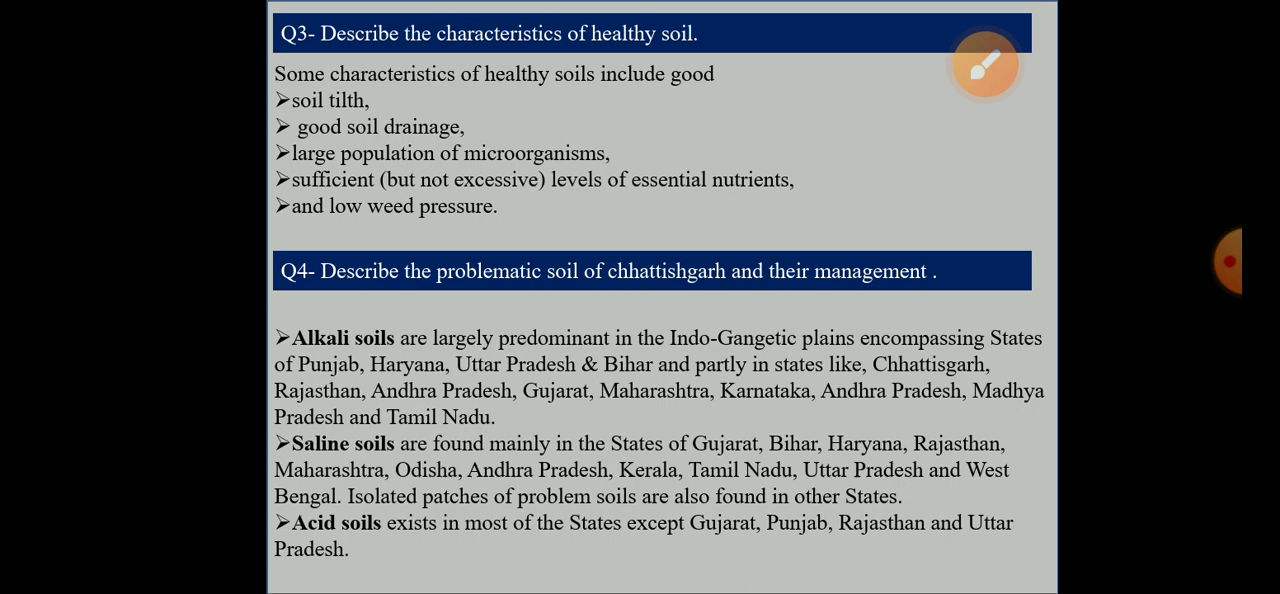 Q3- Describe the characteristics of healthy soil.
Some characteristics of healthy soils include good
➢soil tilth,
➢ good soil drainage,
➢large population of microorganisms,
➢sufficient (but not excessive) levels of essential nutrients,
➢and low weed pressure.
Q4- Describe the problematic soil of chhattishgarh and their management .
➢Alkali soils are largely predominant in the Indo-Gangetic plains encompassing States
of Punjab, Haryana, Uttar Pradesh & Bihar and partly in states like, Chhattisgarh,
Rajasthan, Andhra Pradesh, Gujarat, Maharashtra, Karnataka, Andhra Pradesh, Madhya
Pradesh and Tamil Nadu.
➢Saline soils are found mainly in the States of Gujarat, Bihar, Haryana, Rajasthan,
Maharashtra, Odisha, Andhra Pradesh, Kerala, Tamil Nadu, Uttar Pradesh and West
Bengal. Isolated patches of problem soils are also found in other States.
➢Acid soils exists in most of the States except Gujarat, Punjab, Rajasthan and Uttar
Pradesh.